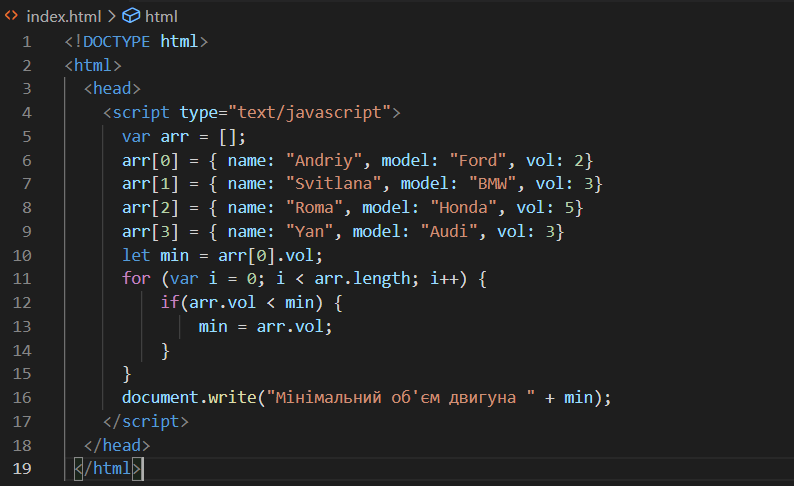 index.html > html
1 <!DOCTYPE html>
2 <html>
3 <head>
4 <script type="text/javascript">
5 var arr = [];
6 arr[0] = { name: "Andriy", model: "Ford", vol: 2}
7 arr[1] = { name: "Svitlana", model: "BMW", vol: 3}
8 arr[2] = { name: "Roma", model: "Honda", vol: 5}
9 arr[3] = { name: "Yan", model: "Audi", vol: 3}
10 let min = arr[0].vol;
11 for (var i = 0; i < arr.length; i++) {
12 if(arr.vol < min) {
13 min = arr.vol;
14 }
15 }
16 document.write("Мінімальний об'єм двигуна " + min);
17 </script>
18 </head>
19 </html>